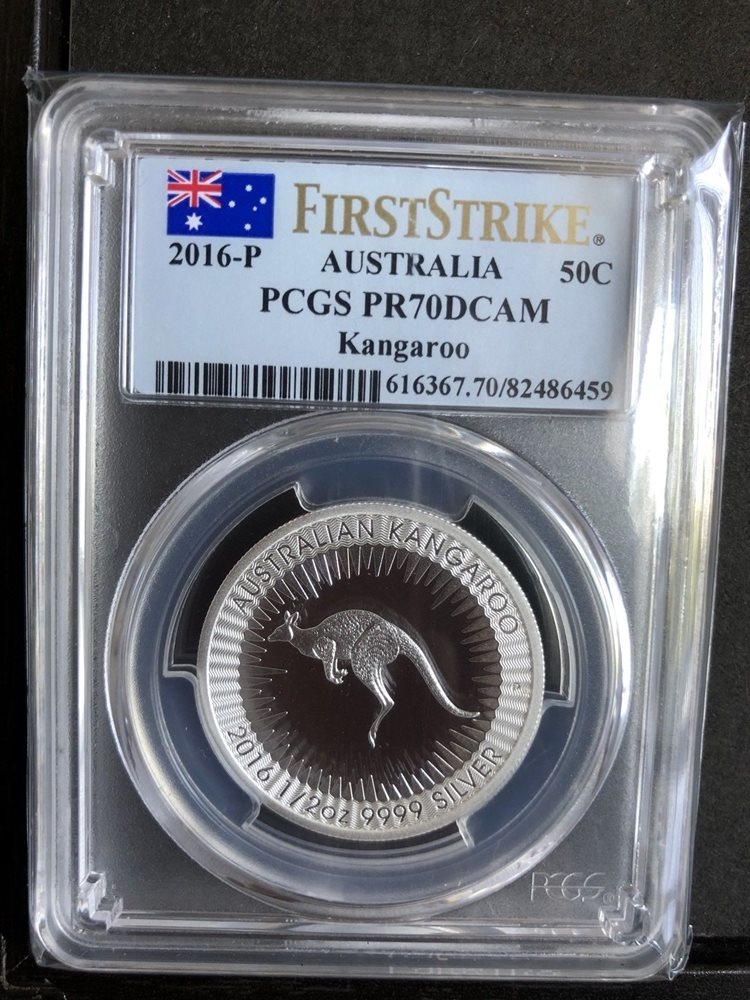 FIRSTSTRIKE®
2016-P AUSTRALIA 50C
PCGS PR70DCAM
Kangaroo
616367.70/82486459
AUSTRALIAN KANGAROO
2016 1/2oz 9999 SILVER
PCGS